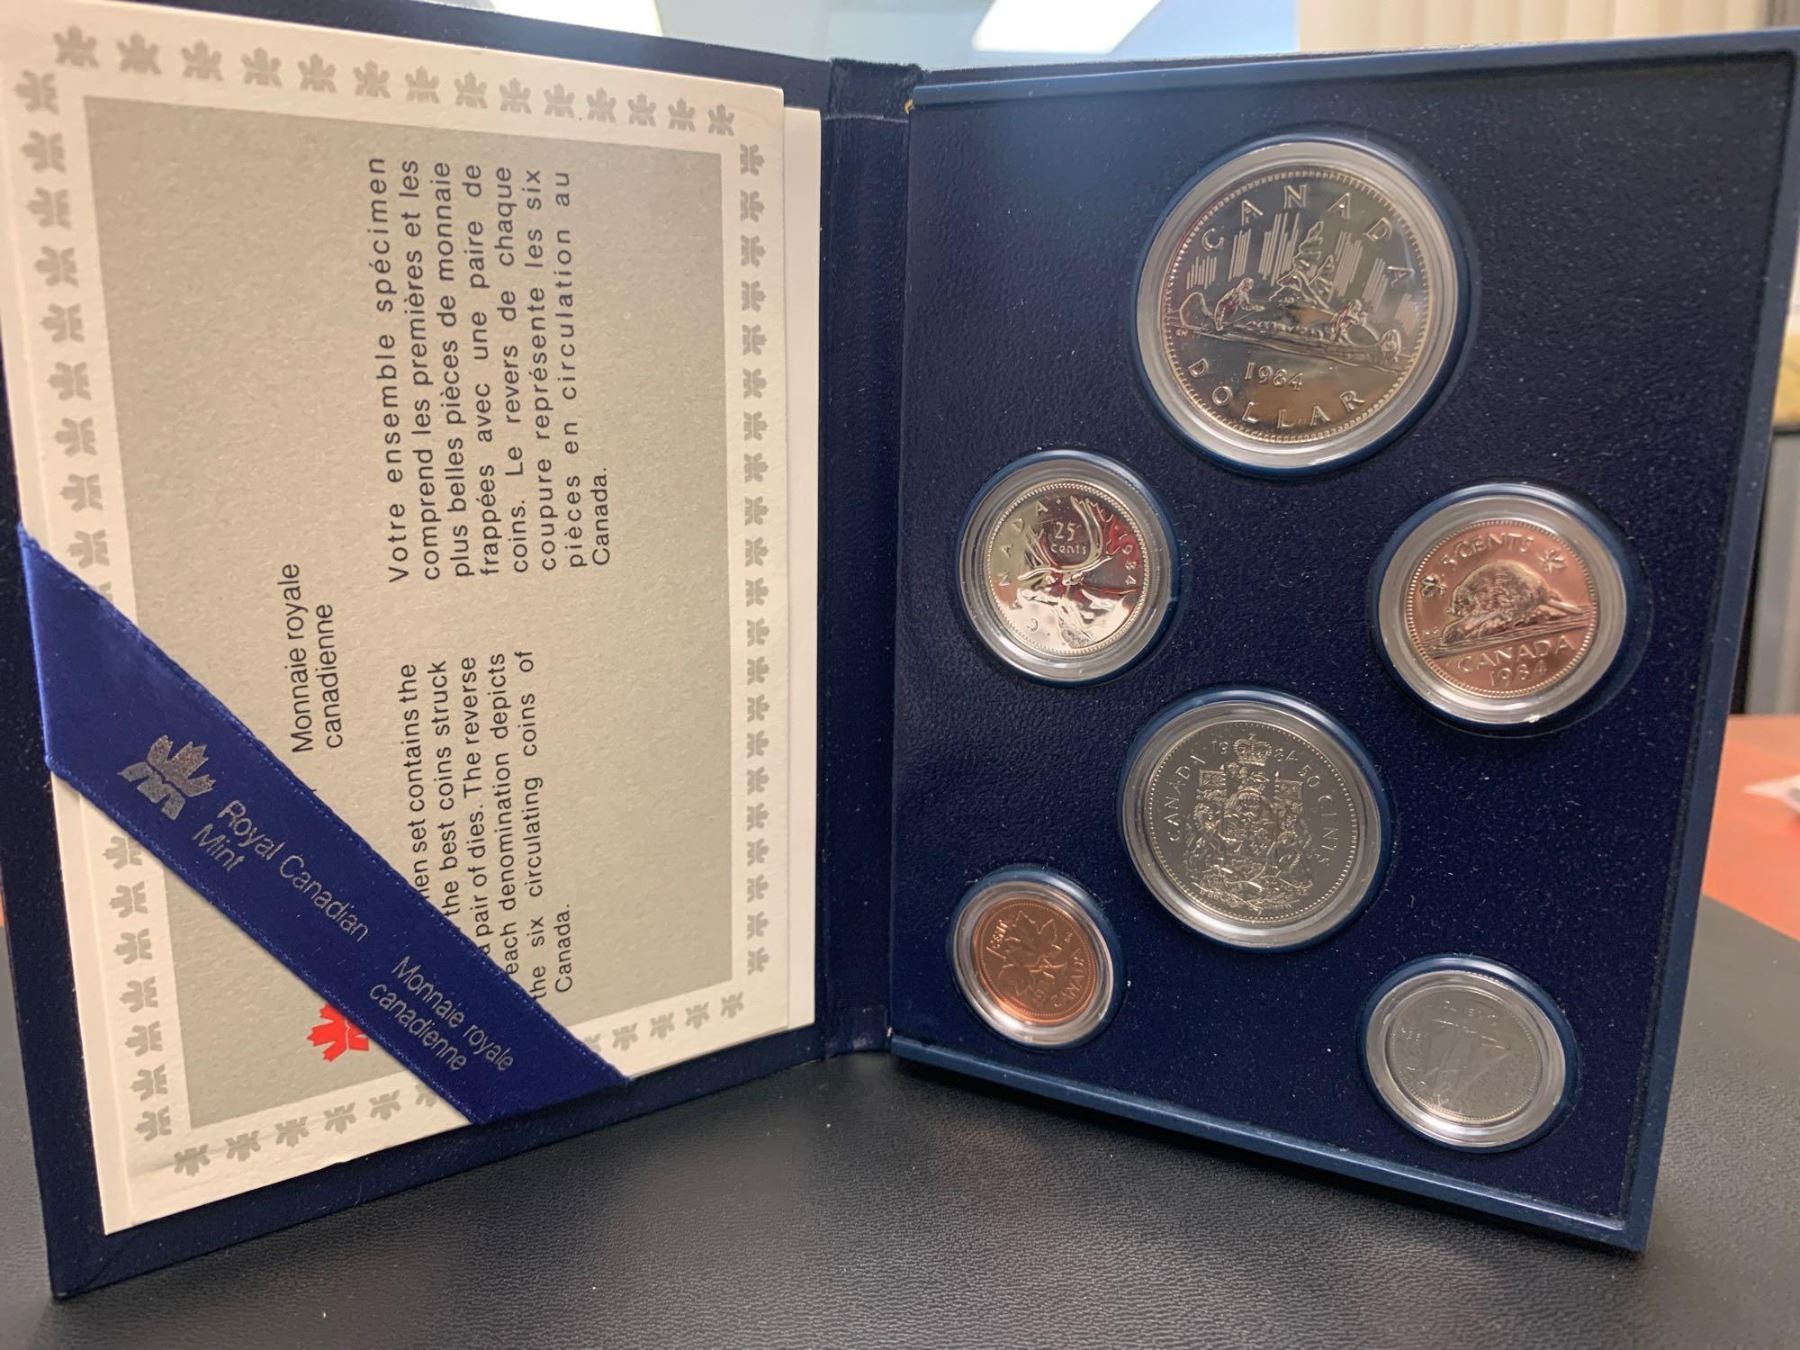 Monnaie royale
canadienne
Votre ensemble spécimen
comprend les premières et les
plus belles pièces de monnaie
frappées avec une paire de
coins. Le revers de chaque
coupure représente les six
pièces en circulation au
Canada.
set contains the
the best coins struck
a pair of dies. The reverse
each denomination depicts
the six circulating coins of
Canada.
Royal Canadian
Mint
Monnaie royale
canadienne
CANADA
1984
DOLLAR
CANADA 1984
25
cents
5 CENTS
CANADA
1984
CANADA 1984 50 CENTS
CANADA